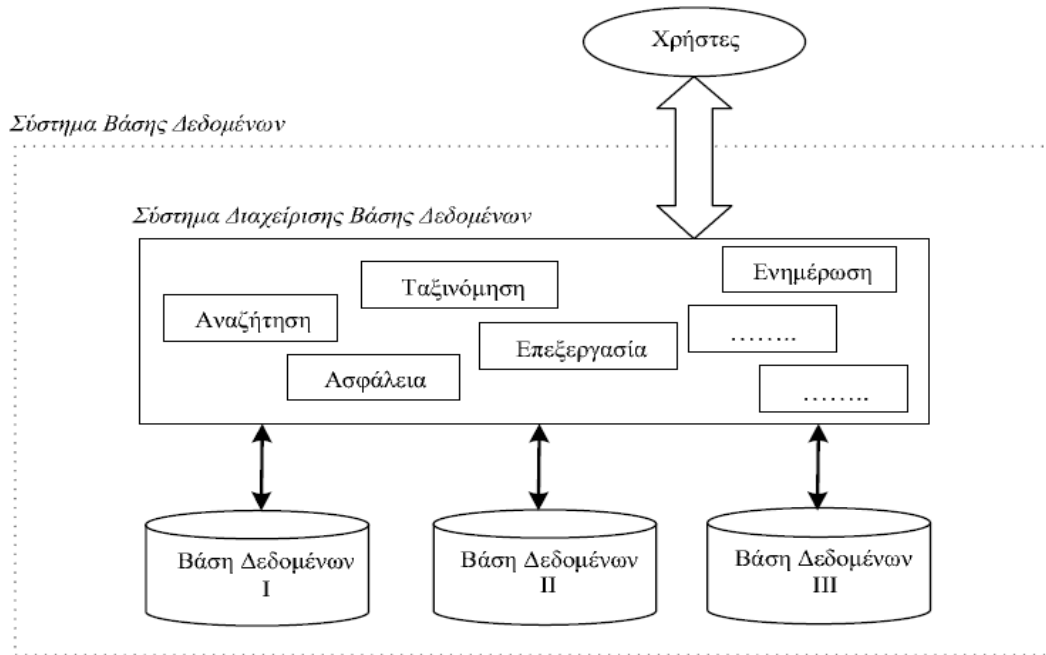 Χρήστες
Σύστημα Βάσης Δεδομένων
Σύστημα Διαχείρισης Βάσης Δεδομένων
Ενημέρωση
Ταξινόμηση
Αναζήτηση
Επεξεργασία
……..
Ασφάλεια
……..
Βάση Δεδομένων
I
Βάση Δεδομένων
II
Βάση Δεδομένων
III